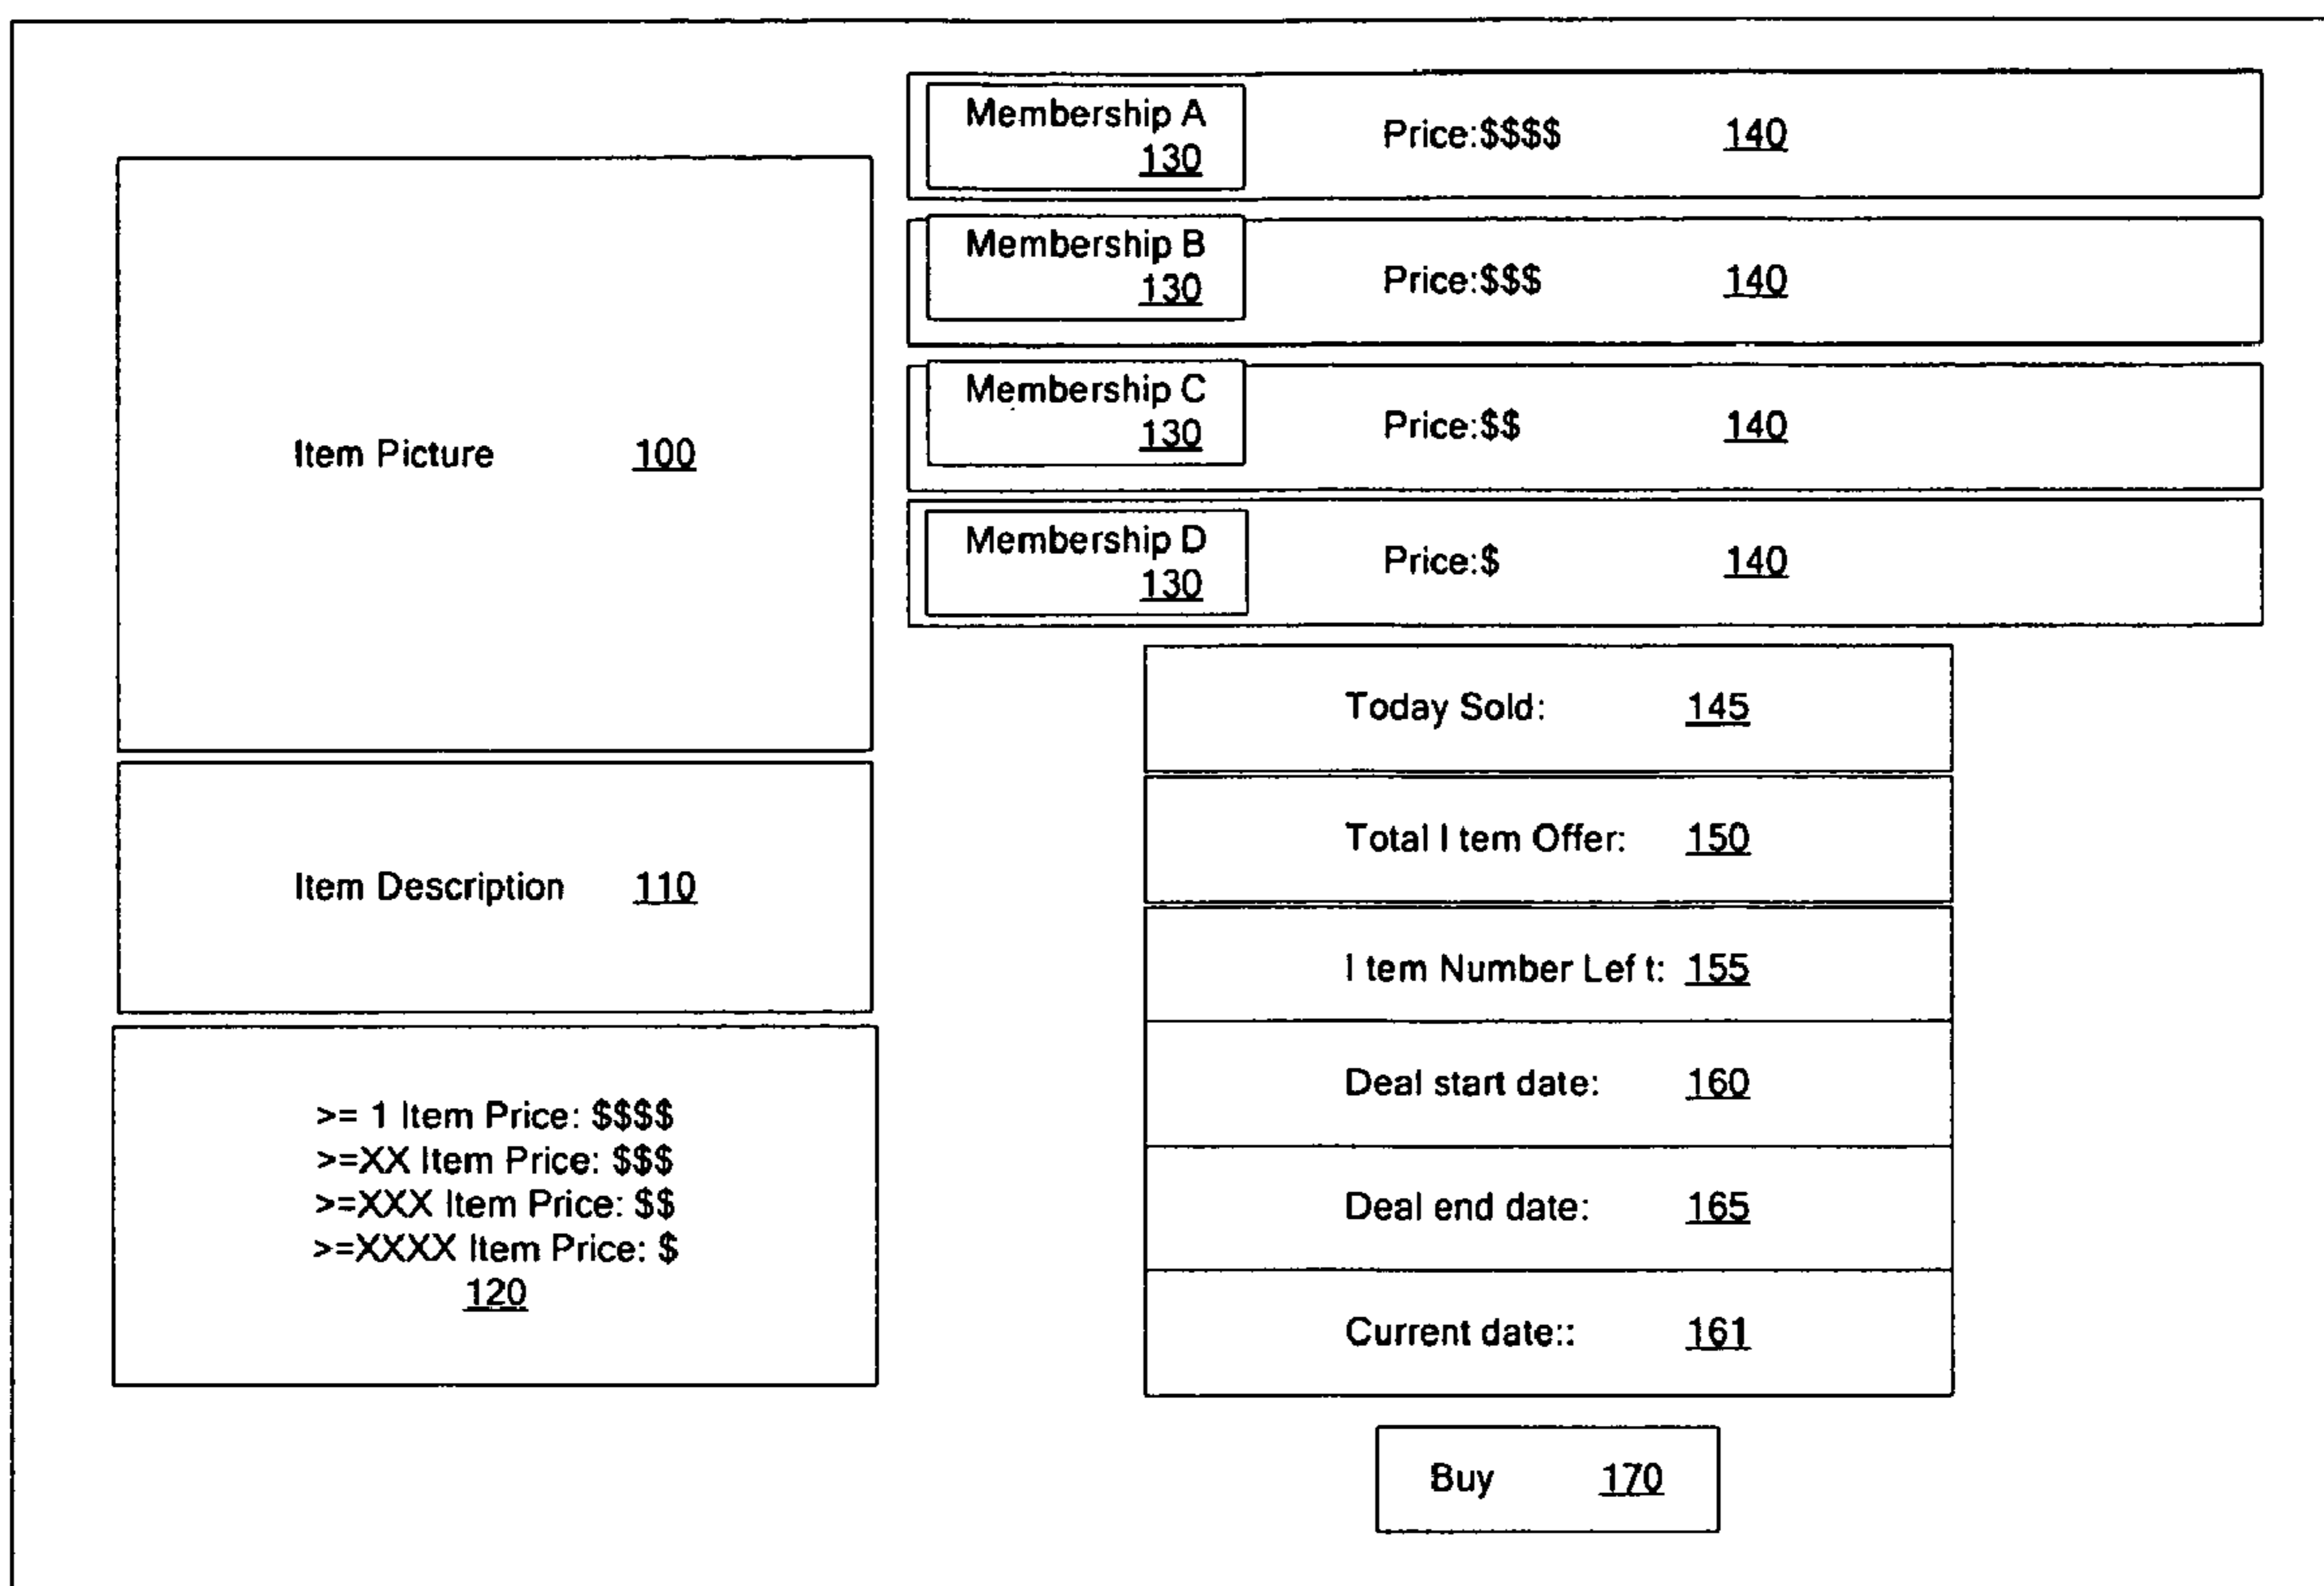 Item Picture 100
Item Description 110
>= 1 Item Price: $$$$
>=XX Item Price: $$$
>=XXX Item Price: $$
>=XXXX Item Price: $
120
Membership A
130
Price:$$$$ 140
Membership B
130
Price:$$$ 140
Membership C
130
Price:$$ 140
Membership D
130
Price:$ 140
Today Sold: 145
Total I tem Offer: 150
I tem Number Lef t: 155
Deal start date: 160
Deal end date: 165
Current date:: 161
Buy 170